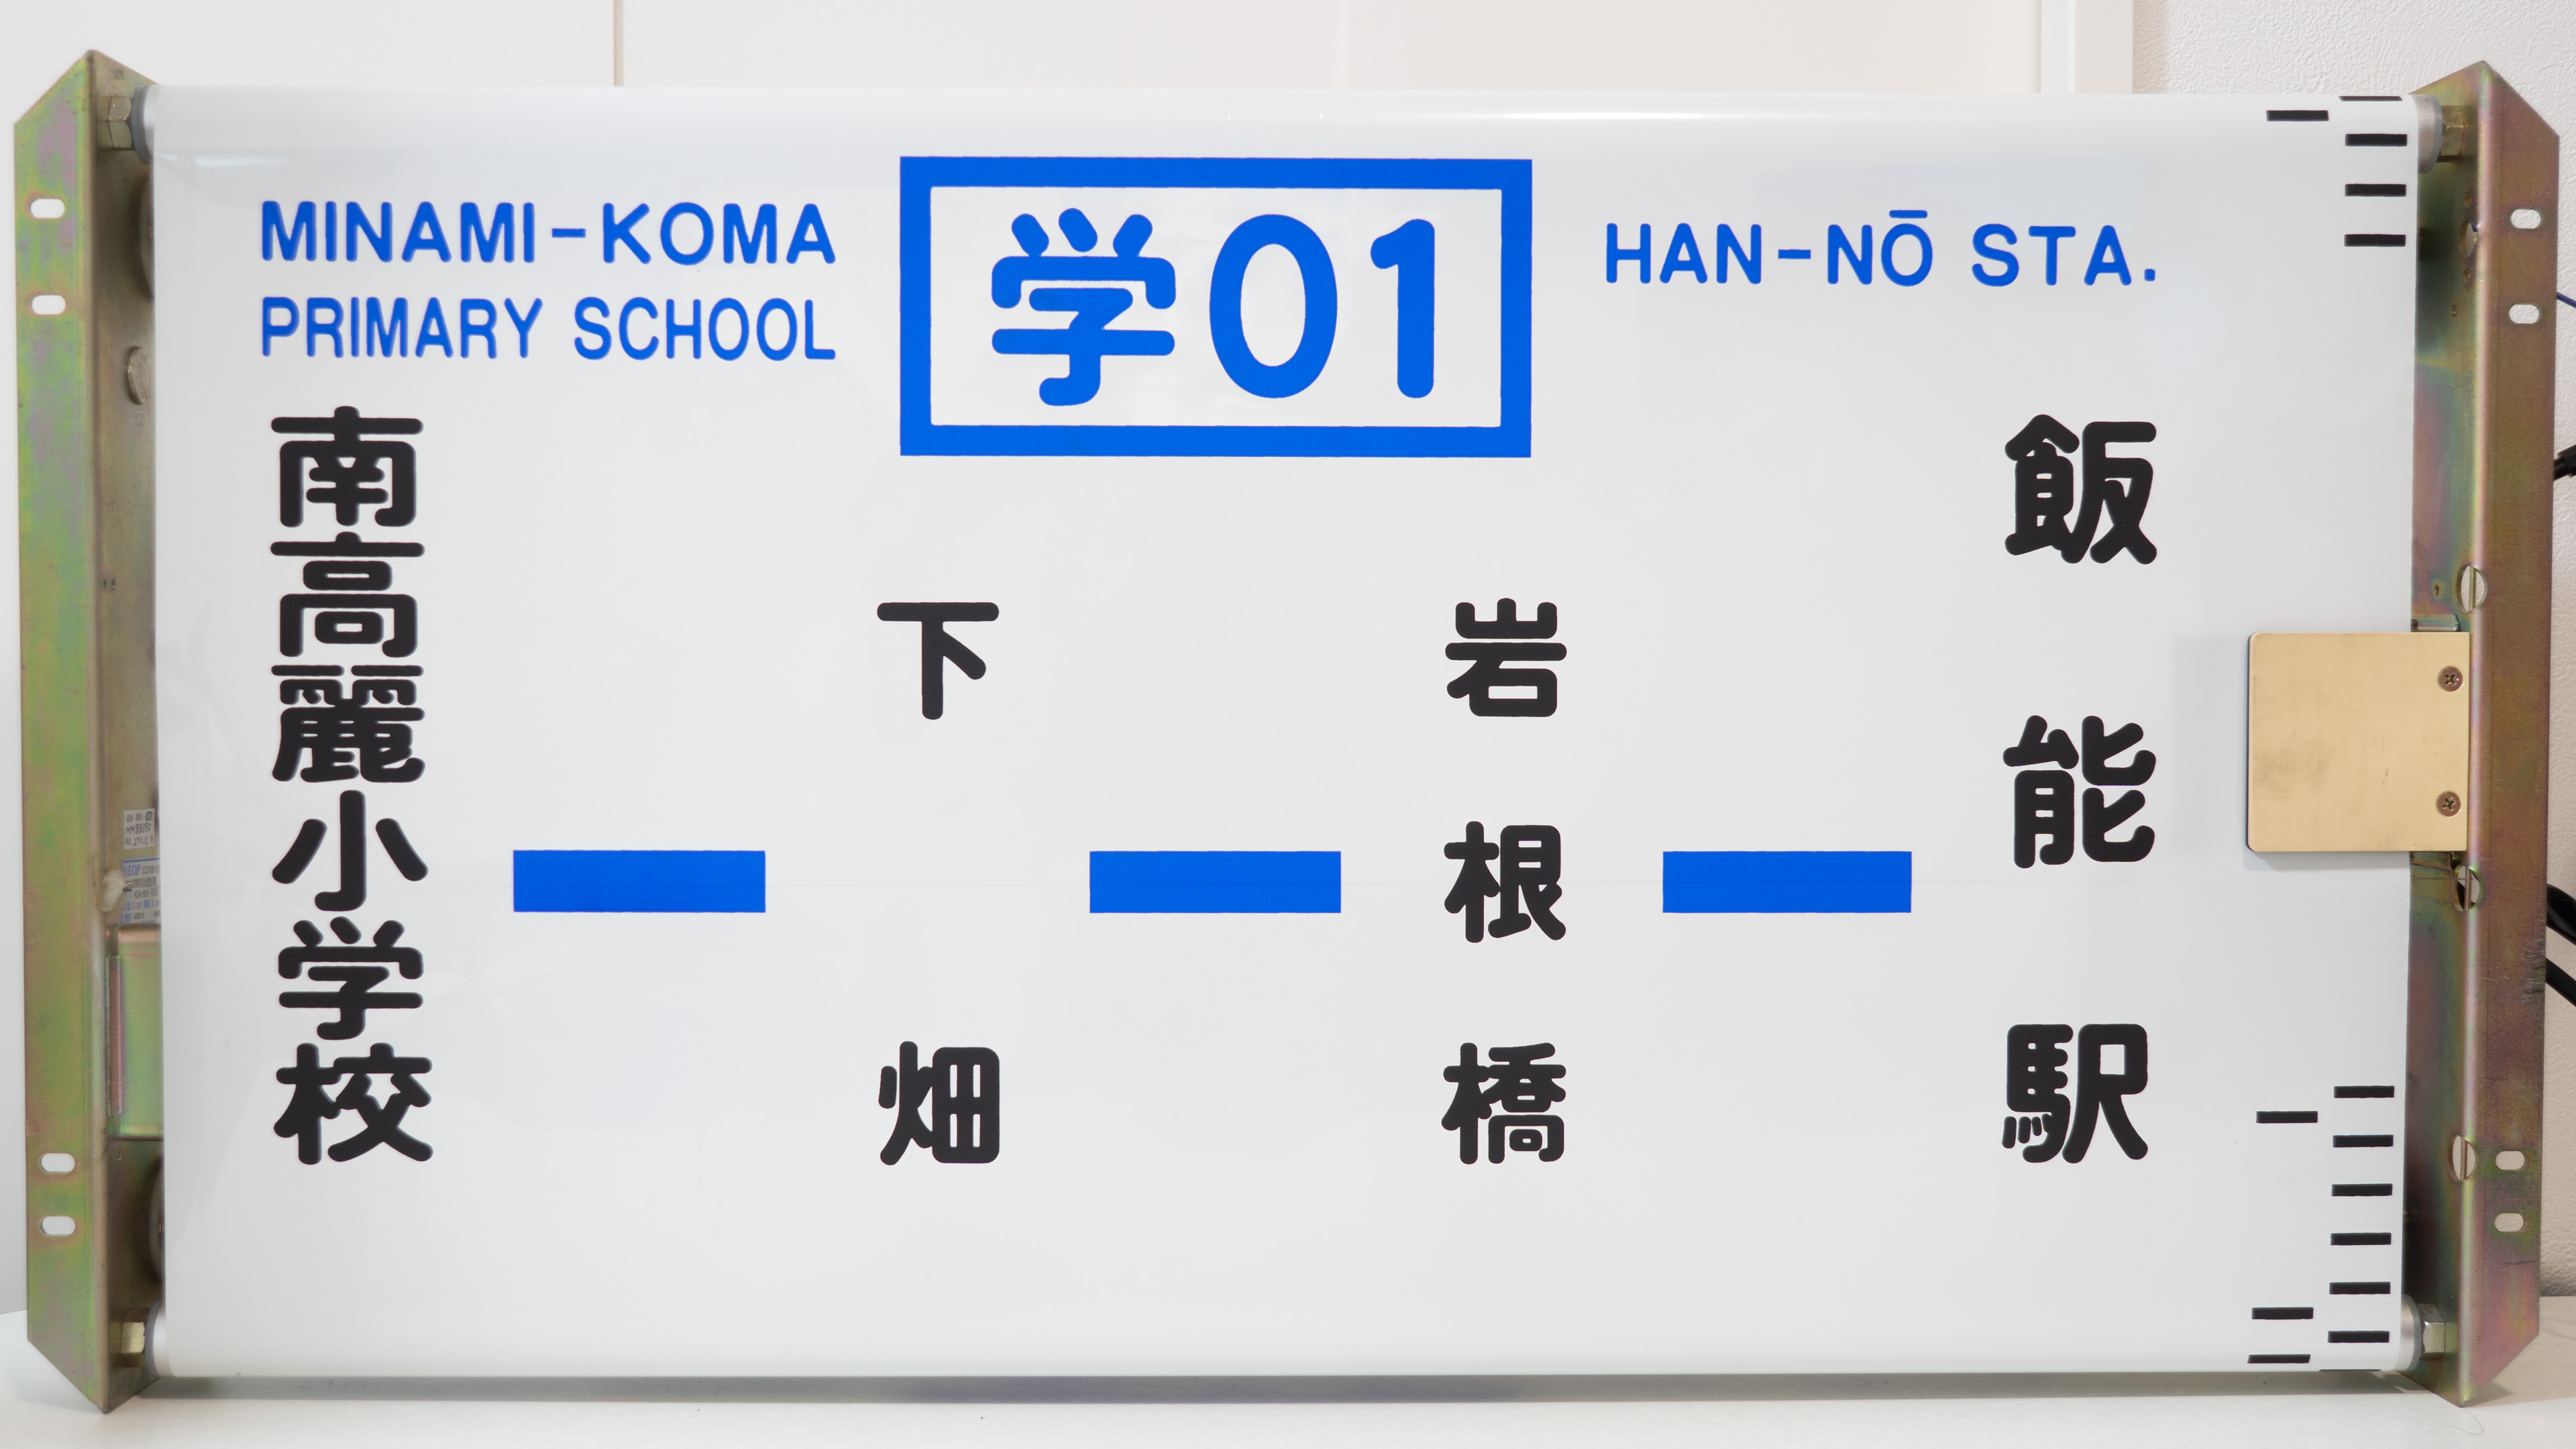 MINAMI-KOMA
PRIMARY SCHOOL
学01
HAN-NŌ STA.
南高麗小学校
下畑
岩根橋
飯能駅